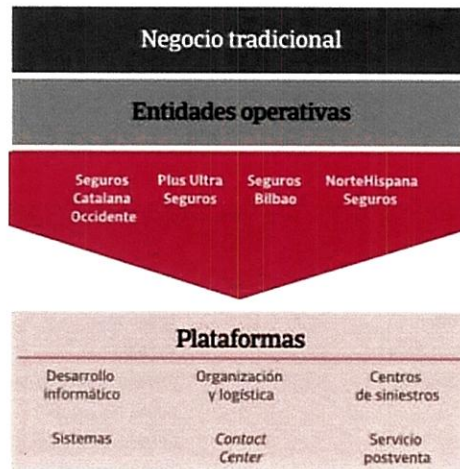 Negocio tradicional
Entidades operativas
Seguros Catalana Occidente
Plus Ultra Seguros
Seguros Bilbao
NorteHispana Seguros
Plataformas
Desarrollo informático
Organización y logística
Centros de siniestros
Sistemas
Contact Center
Servicio postventa